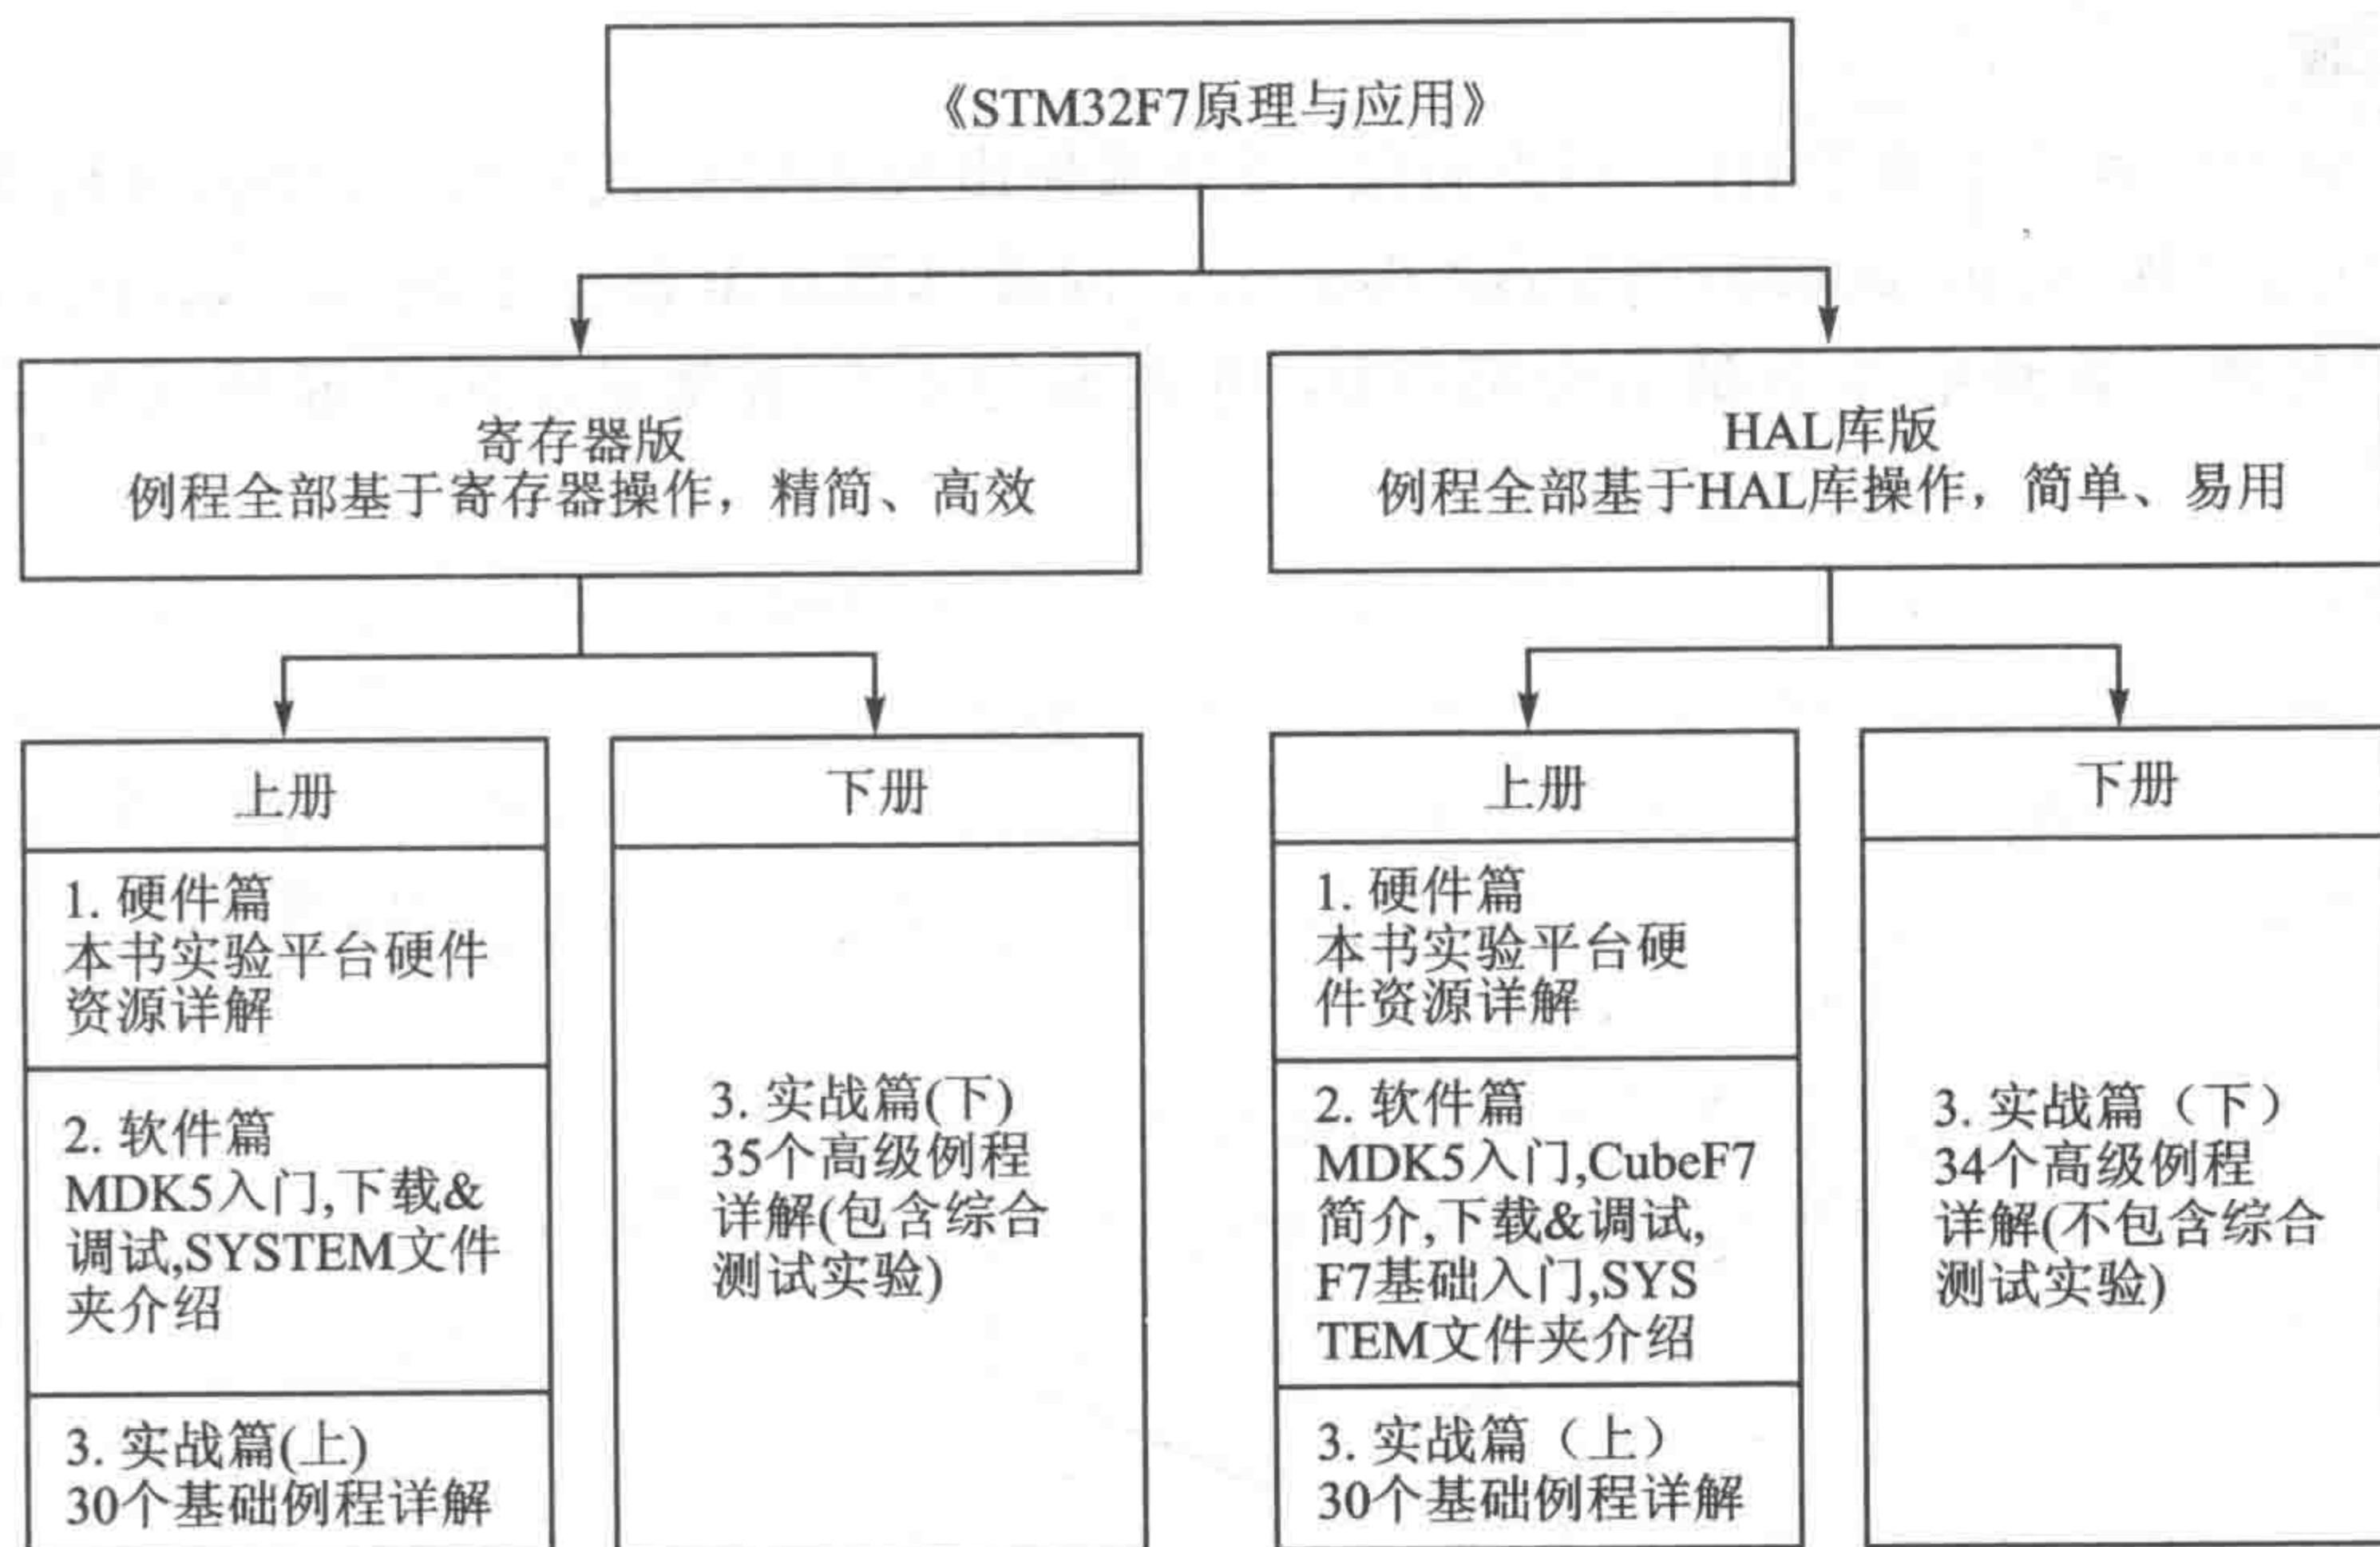 《STM32F7原理与应用》
寄存器版
例程全部基于寄存器操作，精简、高效
HAL库版
例程全部基于HAL库操作，简单、易用
上册
1. 硬件篇
本书实验平台硬件
资源详解
2. 软件篇
MDK5入门,下载&
调试,SYSTEM文件
夹介绍
3. 实战篇(上)
30个基础例程详解
下册
3. 实战篇(下)
35个高级例程
详解(包含综合
测试实验)
上册
1. 硬件篇
本书实验平台硬
件资源详解
2. 软件篇
MDK5入门,CubeF7
简介,下载&调试,
F7基础入门,SYS
TEM文件夹介绍
3. 实战篇（上）
30个基础例程详解
下册
3. 实战篇（下）
34个高级例程
详解(不包含综合
测试实验)